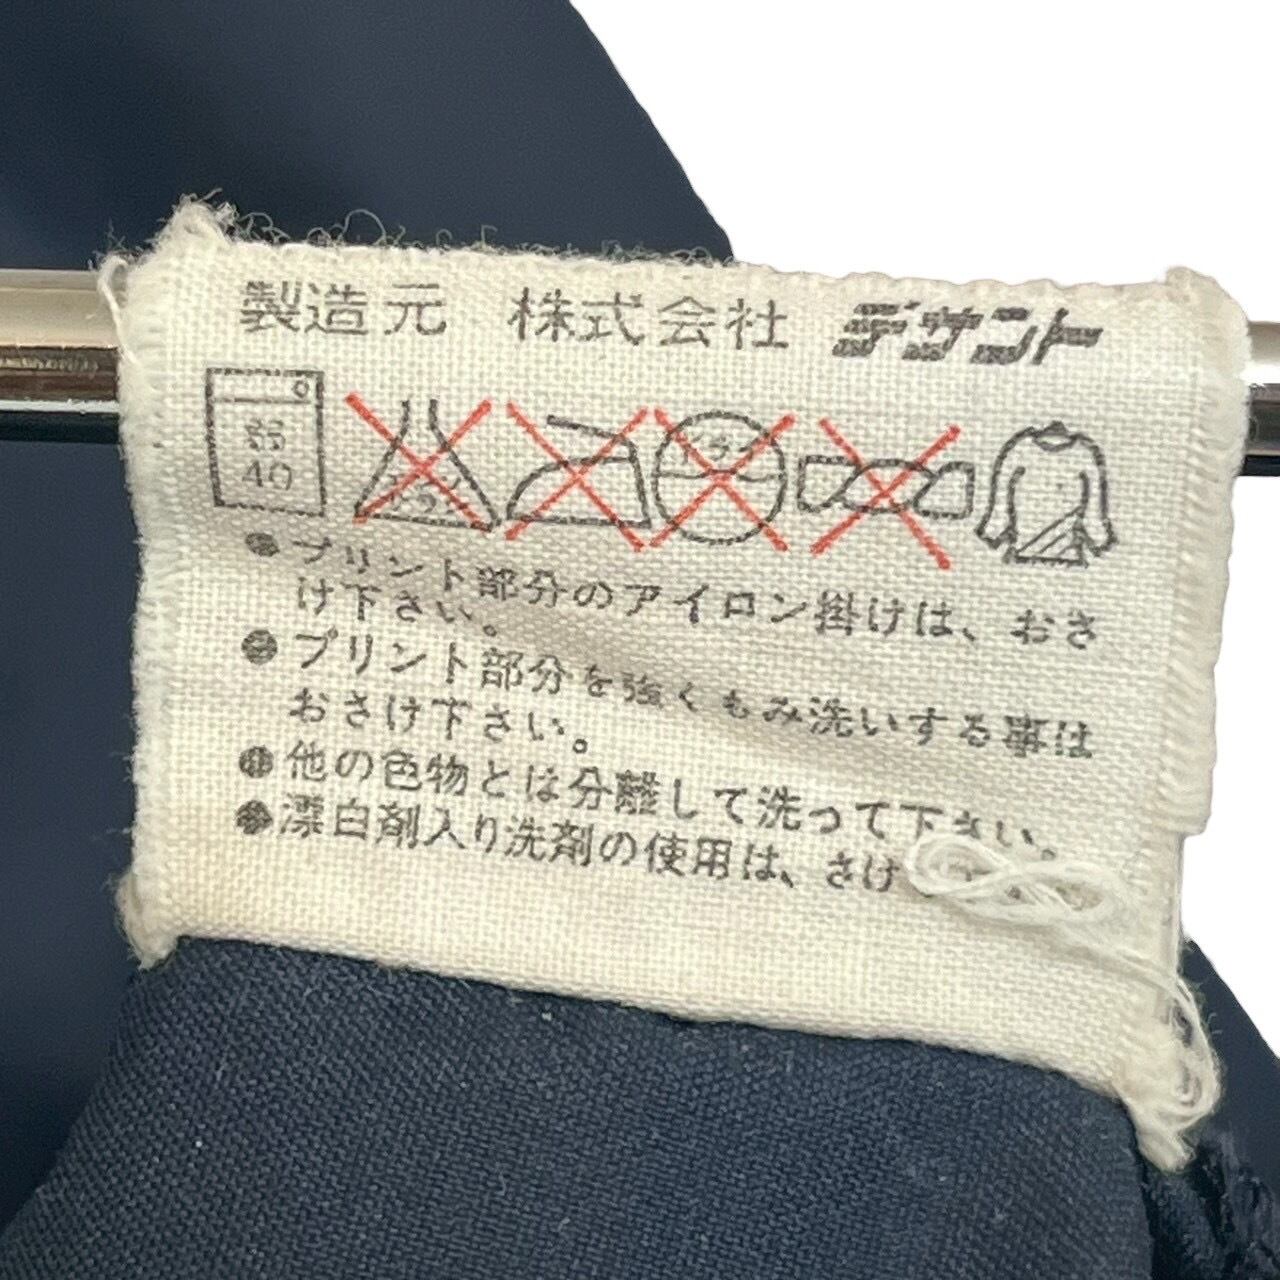 製造元 株式会社 デサント
弱
40
●プリント部分のアイロン掛けは、おさ
け下さい。
●プリント部分を強くもみ洗いする事は
おさけ下さい。
●他の色物とは分離して洗って下さい。
●漂白剤入り洗剤の使用は、さけ